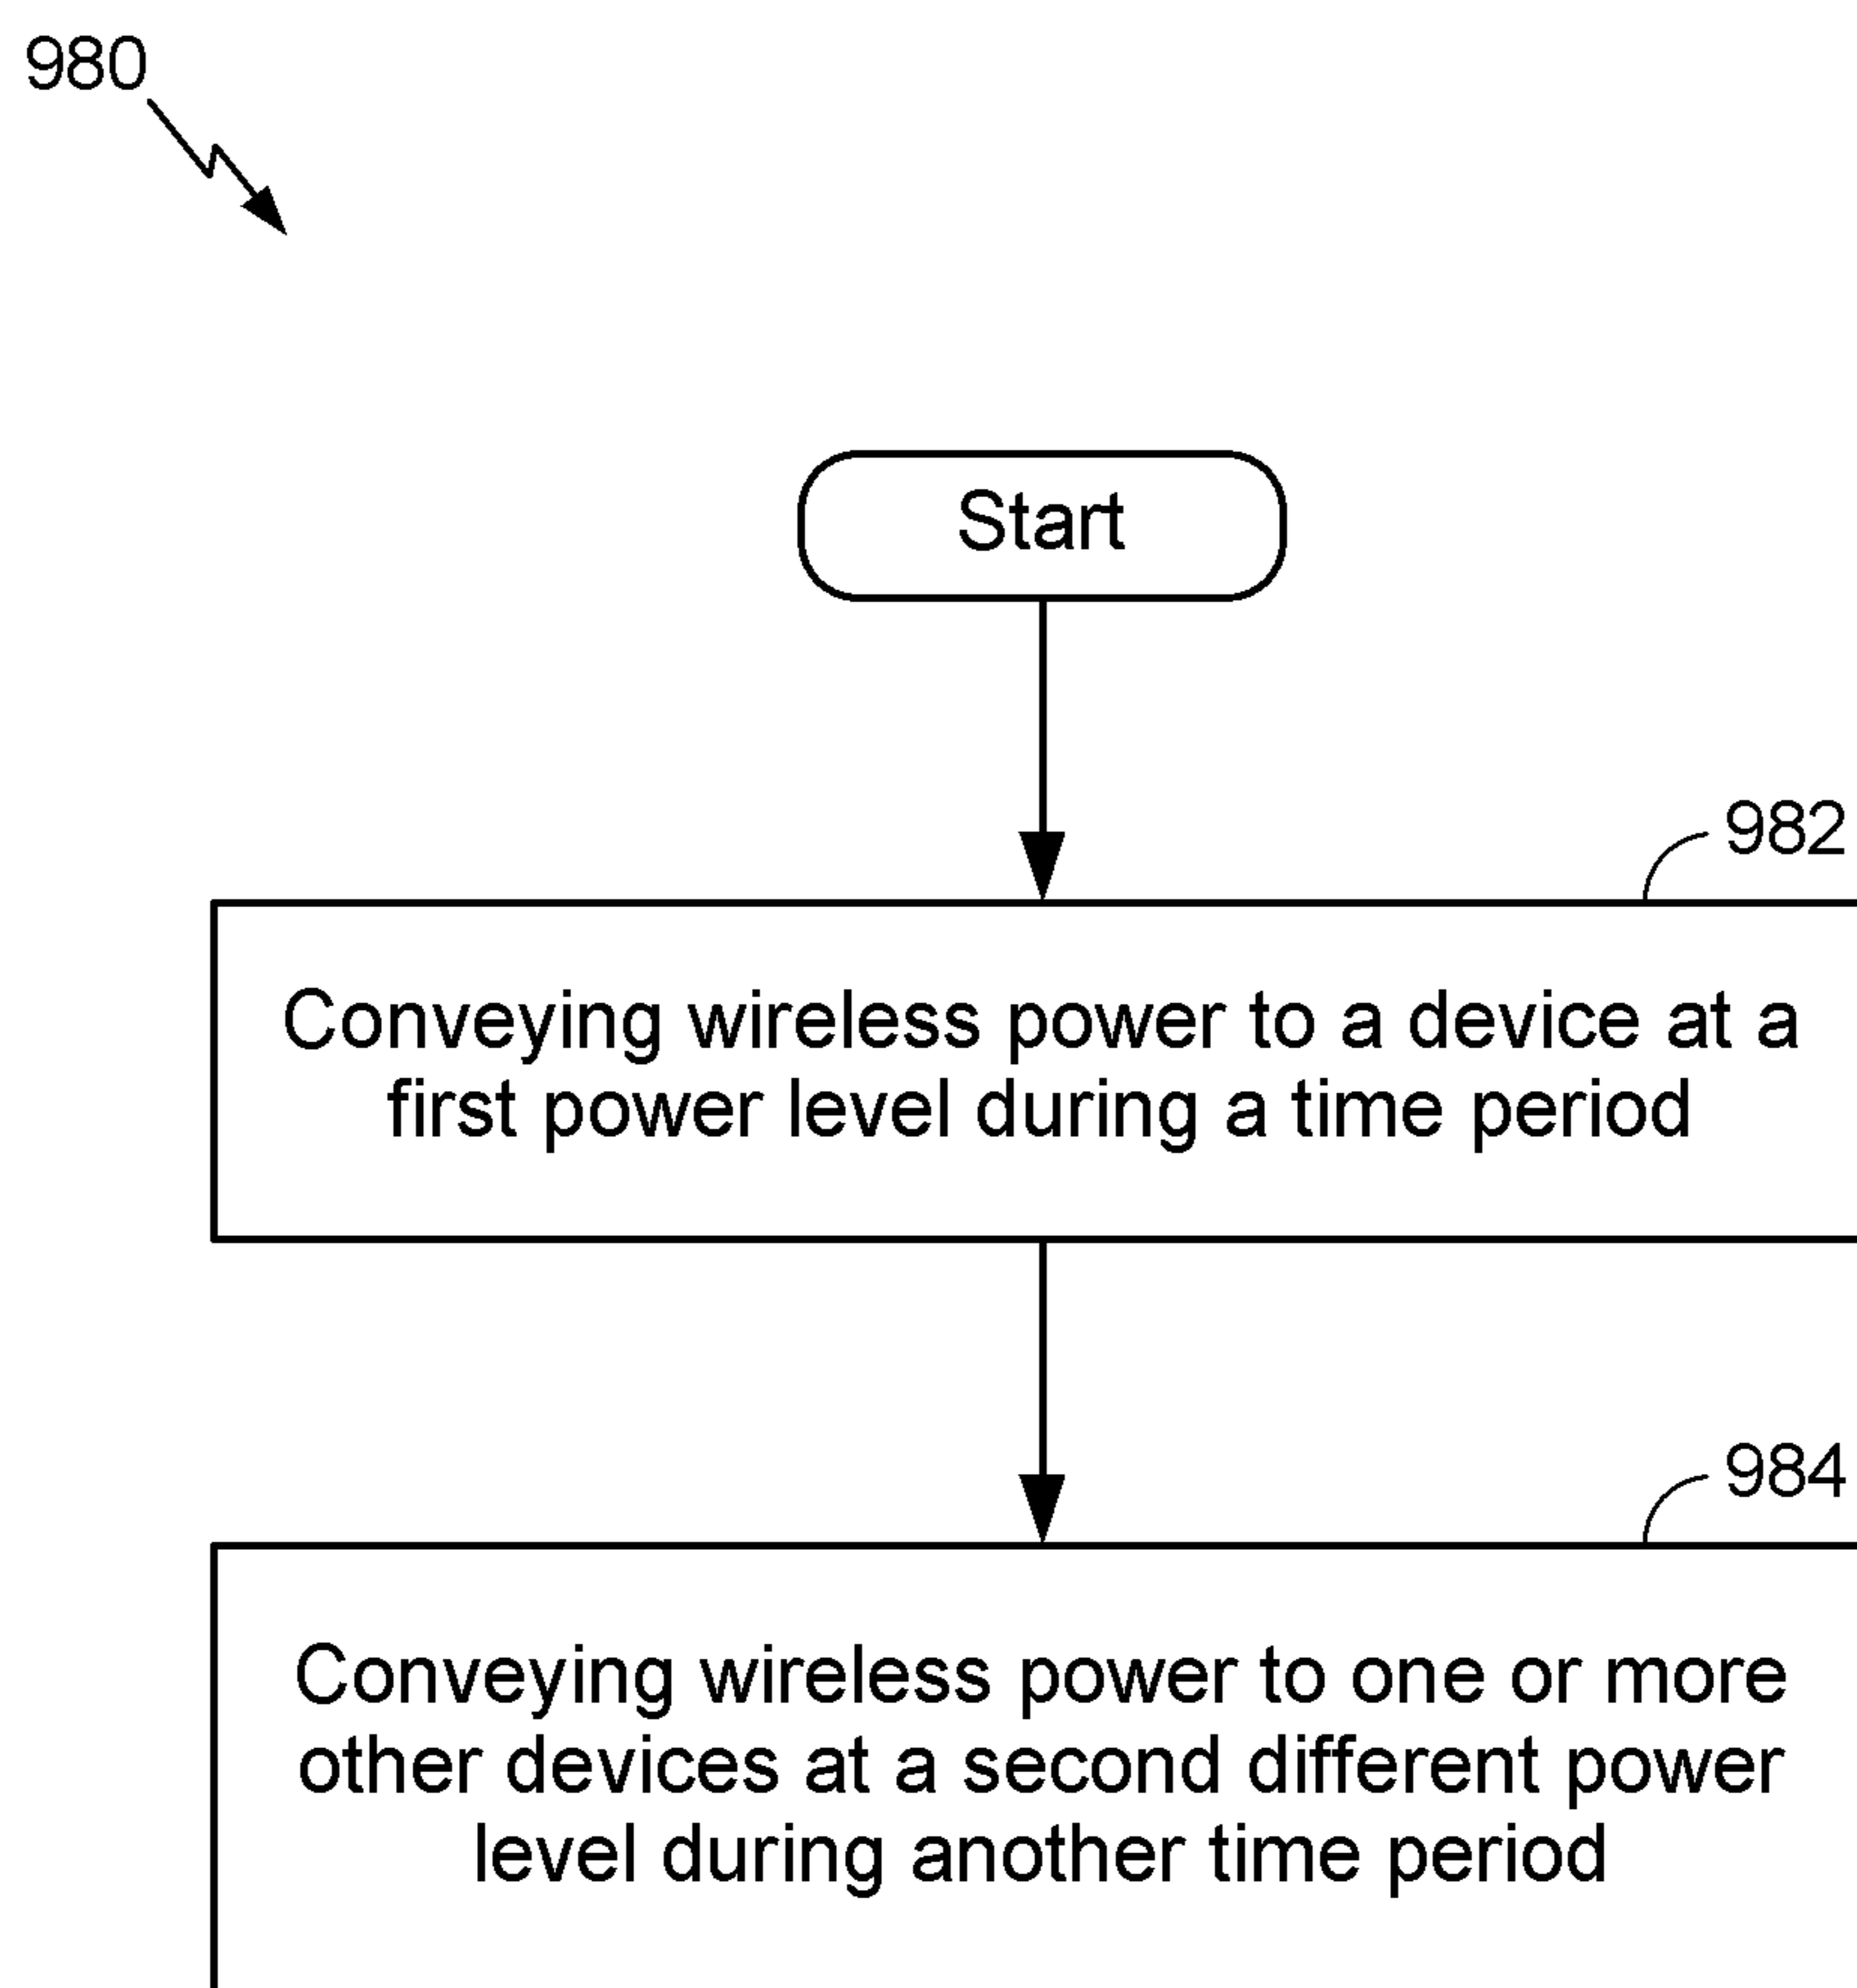 980
Start
982
Conveying wireless power to a device at a
first power level during a time period
984
Conveying wireless power to one or more
other devices at a second different power
level during another time period